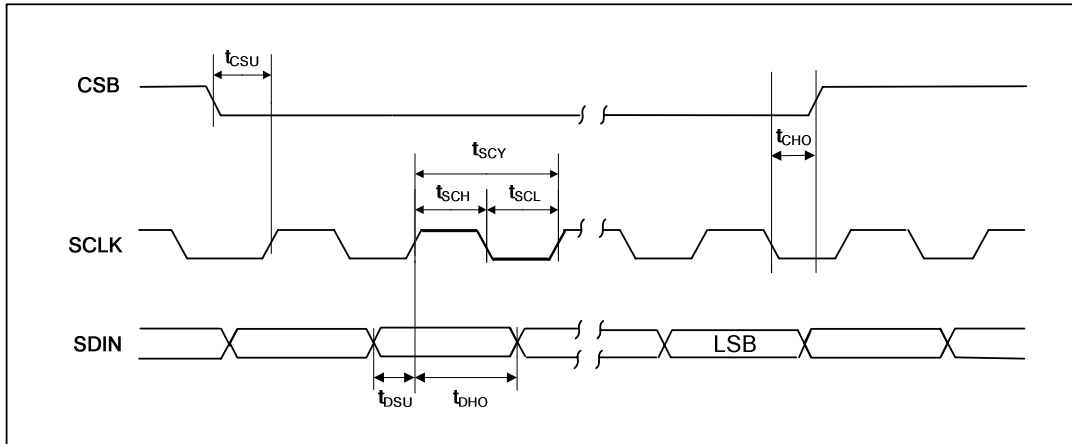 tCSU
CSB
tCHO
tSCY
tSCH
tSCL
SCLK
SDIN
LSB
tDSU
tDHO